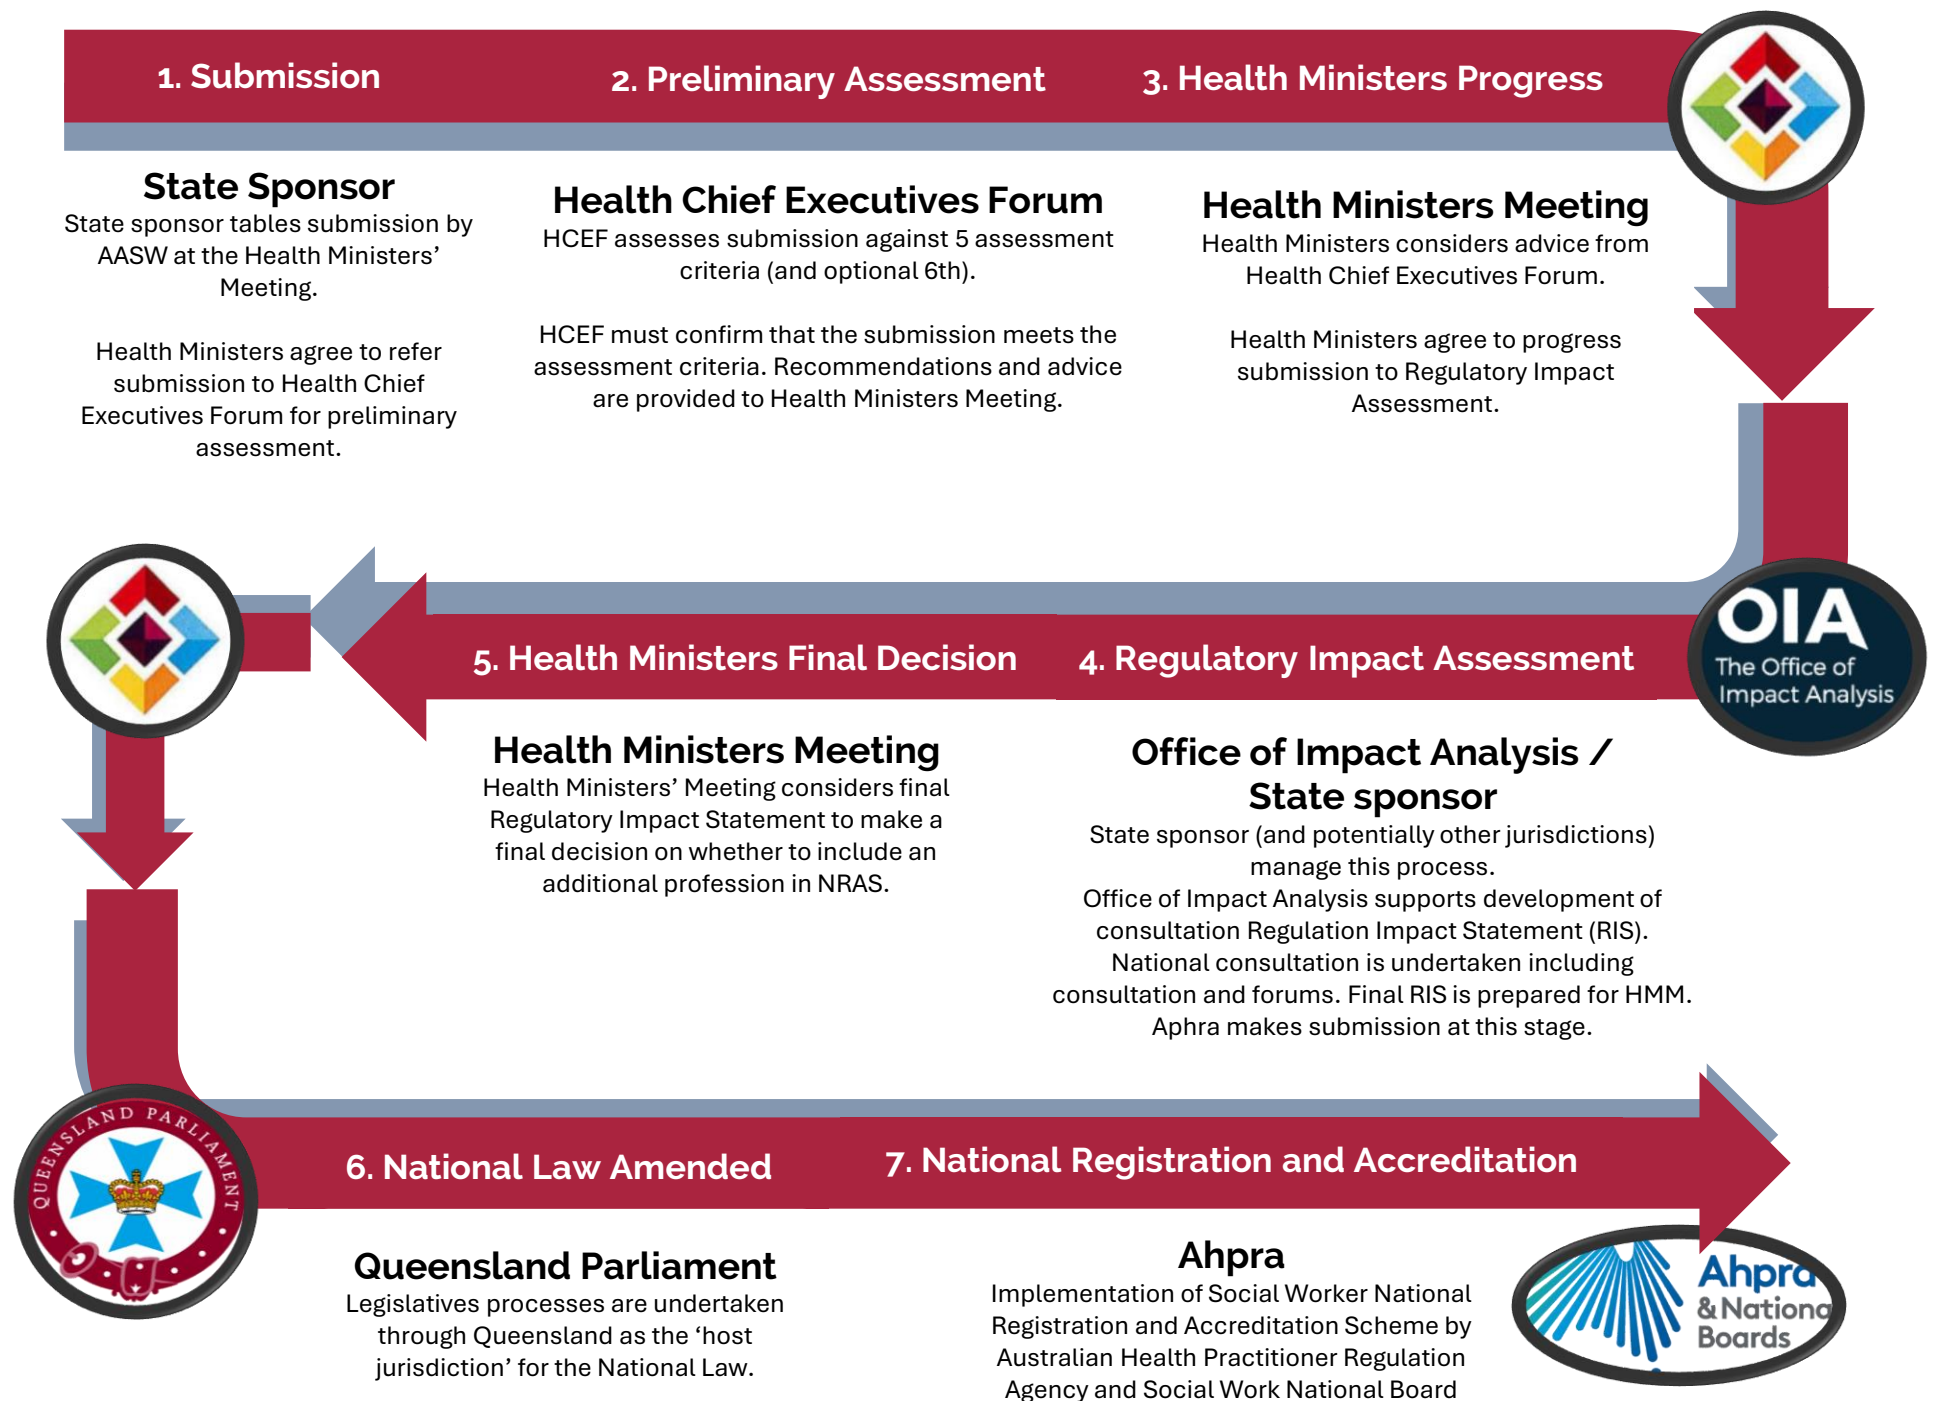 1. Submission
2. Preliminary Assessment
3. Health Ministers Progress
State Sponsor
State sponsor tables submission by
AASW at the Health Ministers’
Meeting.
Health Ministers agree to refer
submission to Health Chief
Executives Forum for preliminary
assessment.
Health Chief Executives Forum
HCEF assesses submission against 5 assessment
criteria (and optional 6th).
HCEF must confirm that the submission meets the
assessment criteria. Recommendations and advice
are provided to Health Ministers Meeting.
Health Ministers Meeting
Health Ministers considers advice from
Health Chief Executives Forum.
Health Ministers agree to progress
submission to Regulatory Impact
Assessment.
OIA
The Office of
Impact Analysis
4. Regulatory Impact Assessment
Office of Impact Analysis /
State sponsor
State sponsor (and potentially other jurisdictions)
manage this process.
Office of Impact Analysis supports development of
consultation Regulation Impact Statement (RIS).
National consultation is undertaken including
consultation and forums. Final RIS is prepared for HMM.
Aphra makes submission at this stage.
5. Health Ministers Final Decision
Health Ministers Meeting
Health Ministers’ Meeting considers final
Regulatory Impact Statement to make a
final decision on whether to include an
additional profession in NRAS.
QUEENSLAND PARLIAMENT
6. National Law Amended
Queensland Parliament
Legislatives processes are undertaken
through Queensland as the ‘host
jurisdiction’ for the National Law.
7. National Registration and Accreditation
Ahpra
Implementation of Social Worker National
Registration and Accreditation Scheme by
Australian Health Practitioner Regulation
Agency and Social Work National Board
Ahpra
& Nationa
Boards